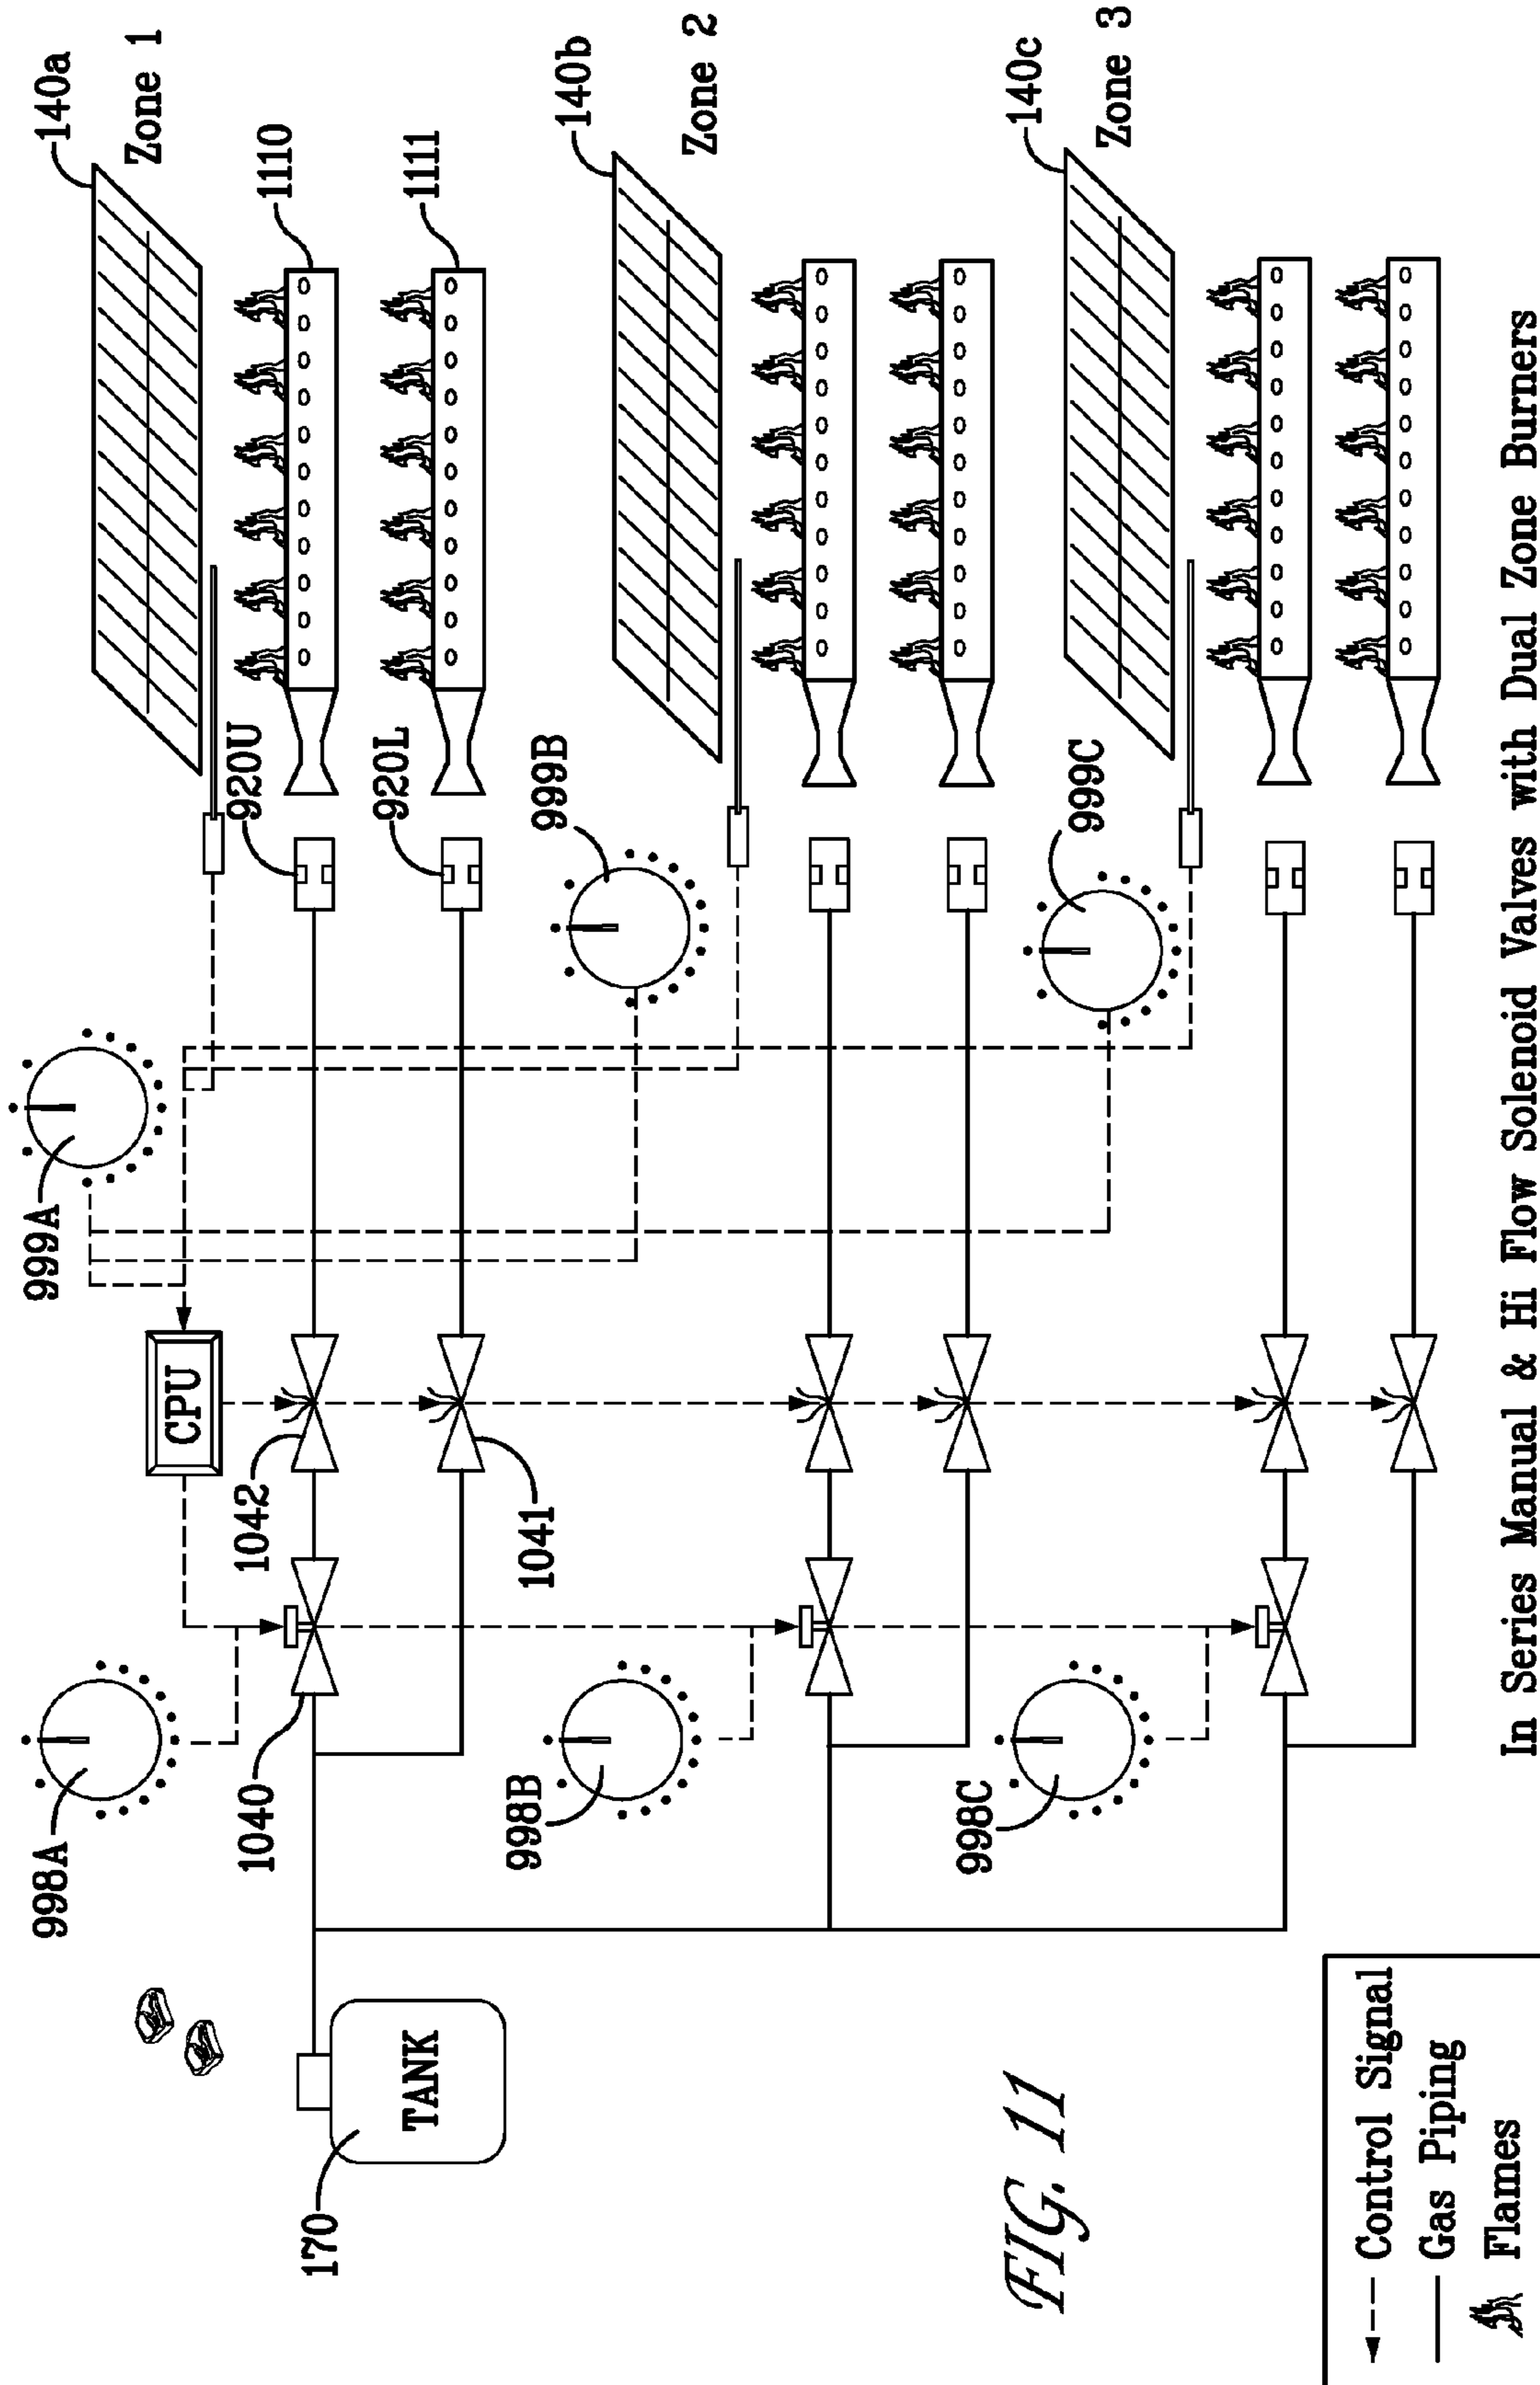 140a
Zone 1
1110
1111
920U
920L
999A
CPU
1042
1041
998A
1040
140b
Zone 2
999B
998B
140c
Zone 3
999C
998C
TANK
170
FIG. 11
Control Signal
Gas Piping
Flames
In Series Manual & Hi Flow Solenoid Valves with Dual Zone Burners